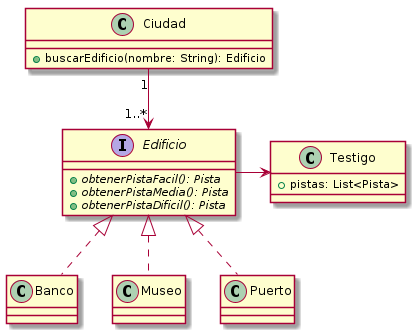 C Ciudad
buscarEdificio(nombre: String): Edificio
1
1..*
I Edificio
obtenerPistaFacil(): Pista
obtenerPistaMedia(): Pista
obtenerPistaDificil(): Pista
C Testigo
pistas: List<Pista>
C Banco
C Museo
C Puerto